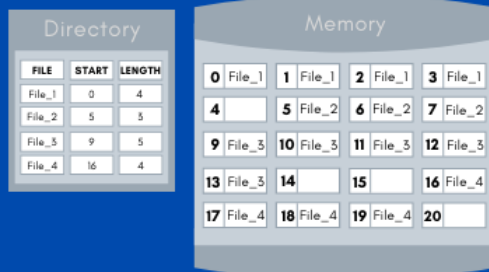 Directory
FILE START LENGTH
File_1 0 4
File_2 5 3
File_3 9 5
File_4 16 4
Memory
0 File_1 1 File_1 2 File_1 3 File_1
4 5 File_2 6 File_2 7 File_2
9 File_3 10 File_3 11 File_3 12 File_3
13 File_3 14 15 16 File_4
17 File_4 18 File_4 19 File_4 20